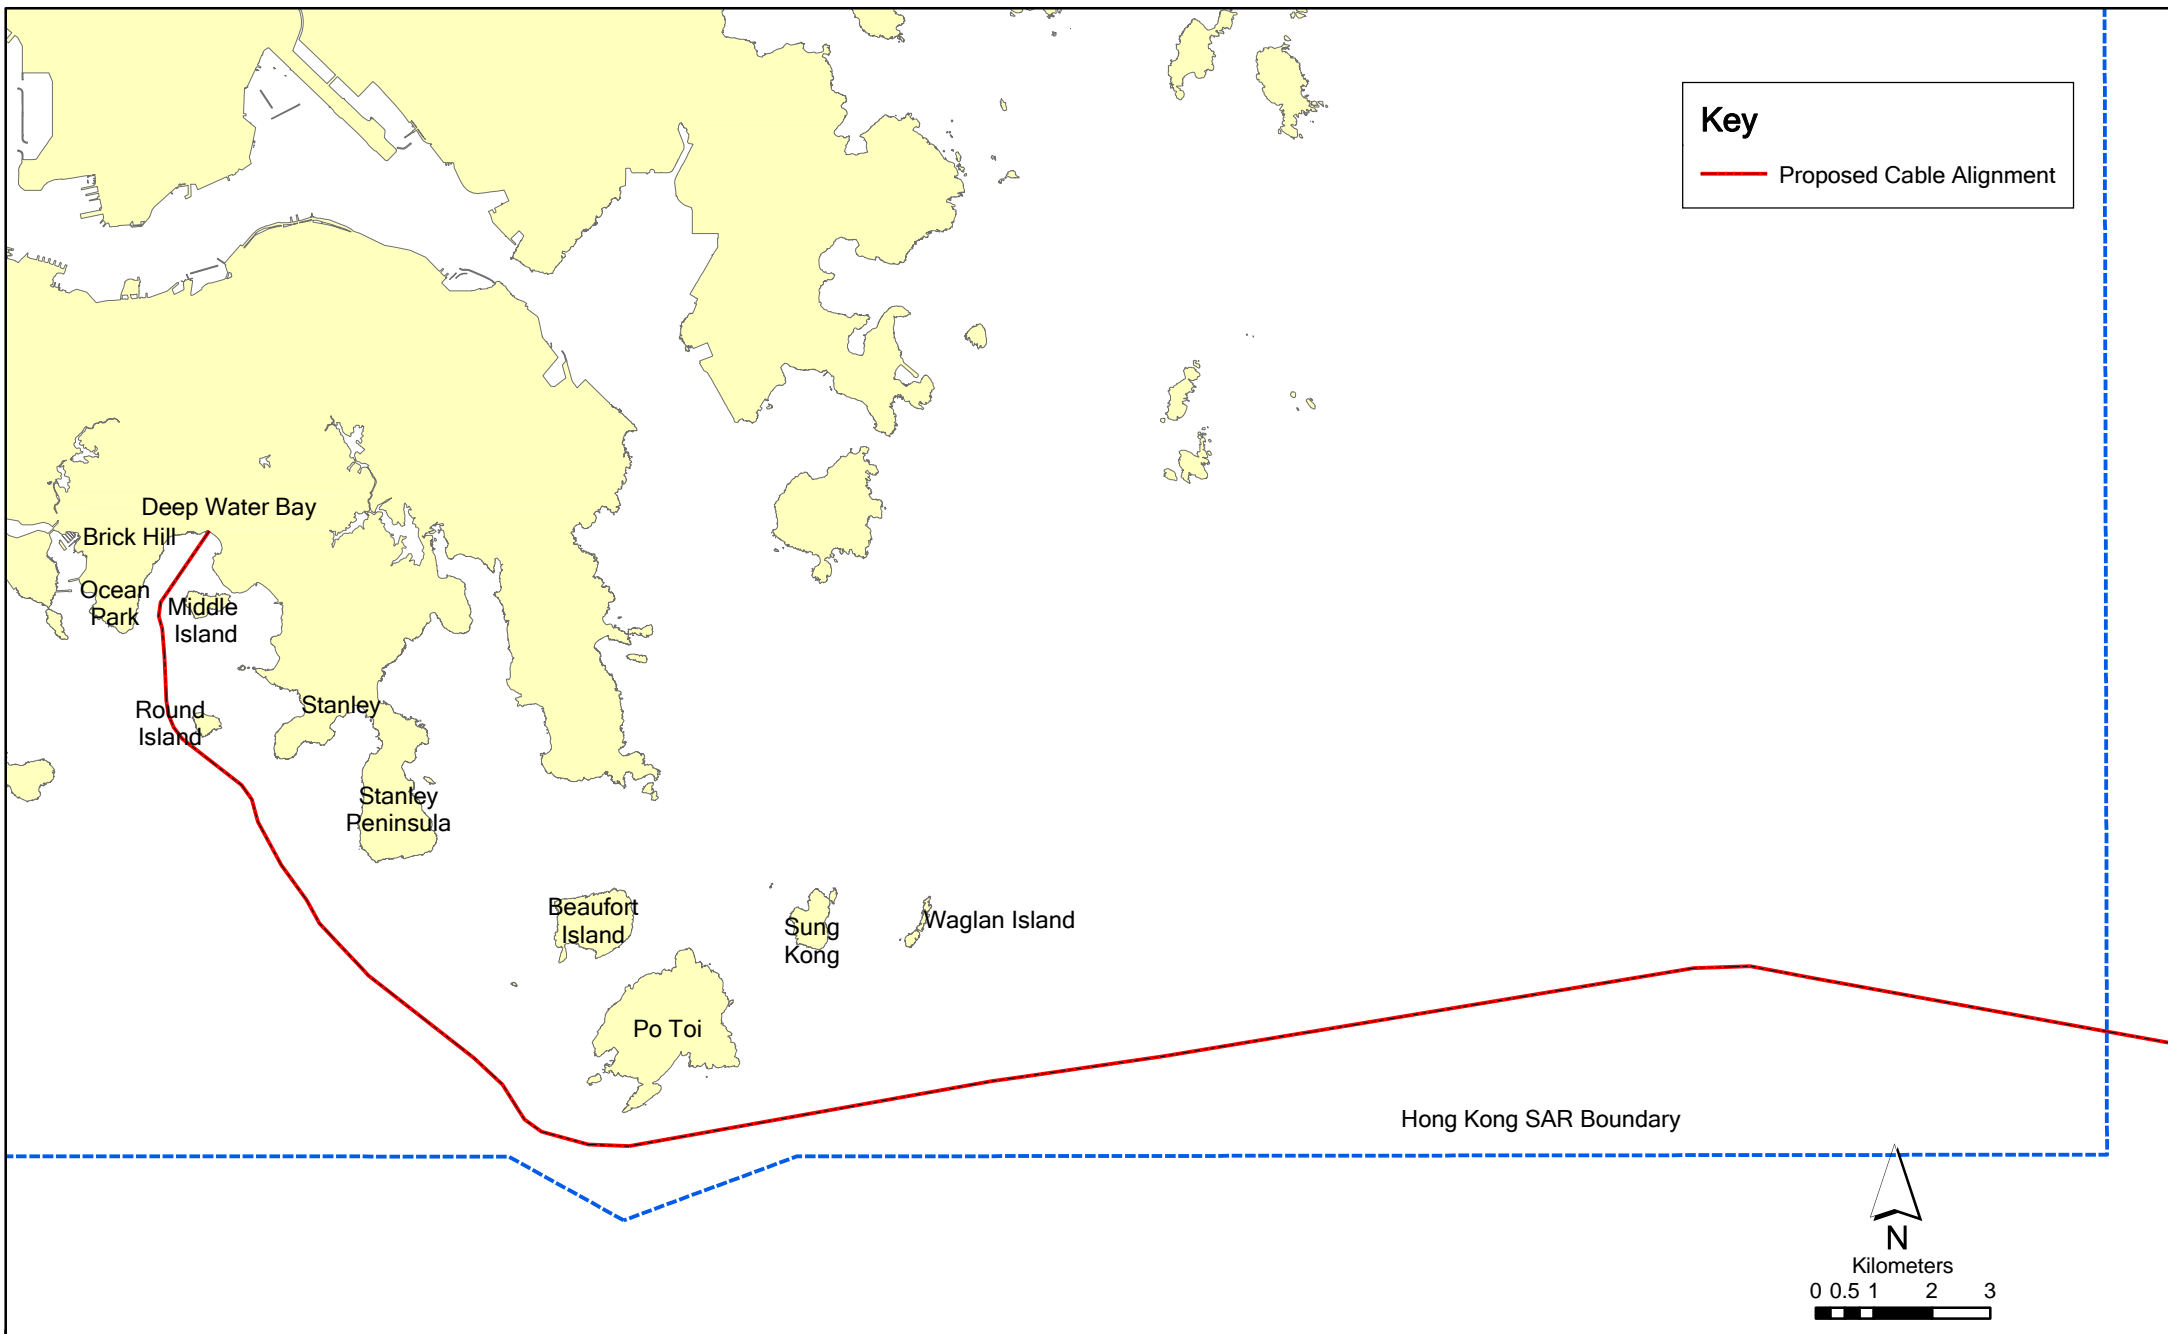 Key
Proposed Cable Alignment
Deep Water Bay
Brick Hill
Ocean
Park
Middle
Island
Round
Island
Stanley
Stanley
Peninsula
Beaufort
Island
Sung
Kong
Waglan Island
Po Toi
Hong Kong SAR Boundary
N
Kilometers
0 0.5 1 2 3